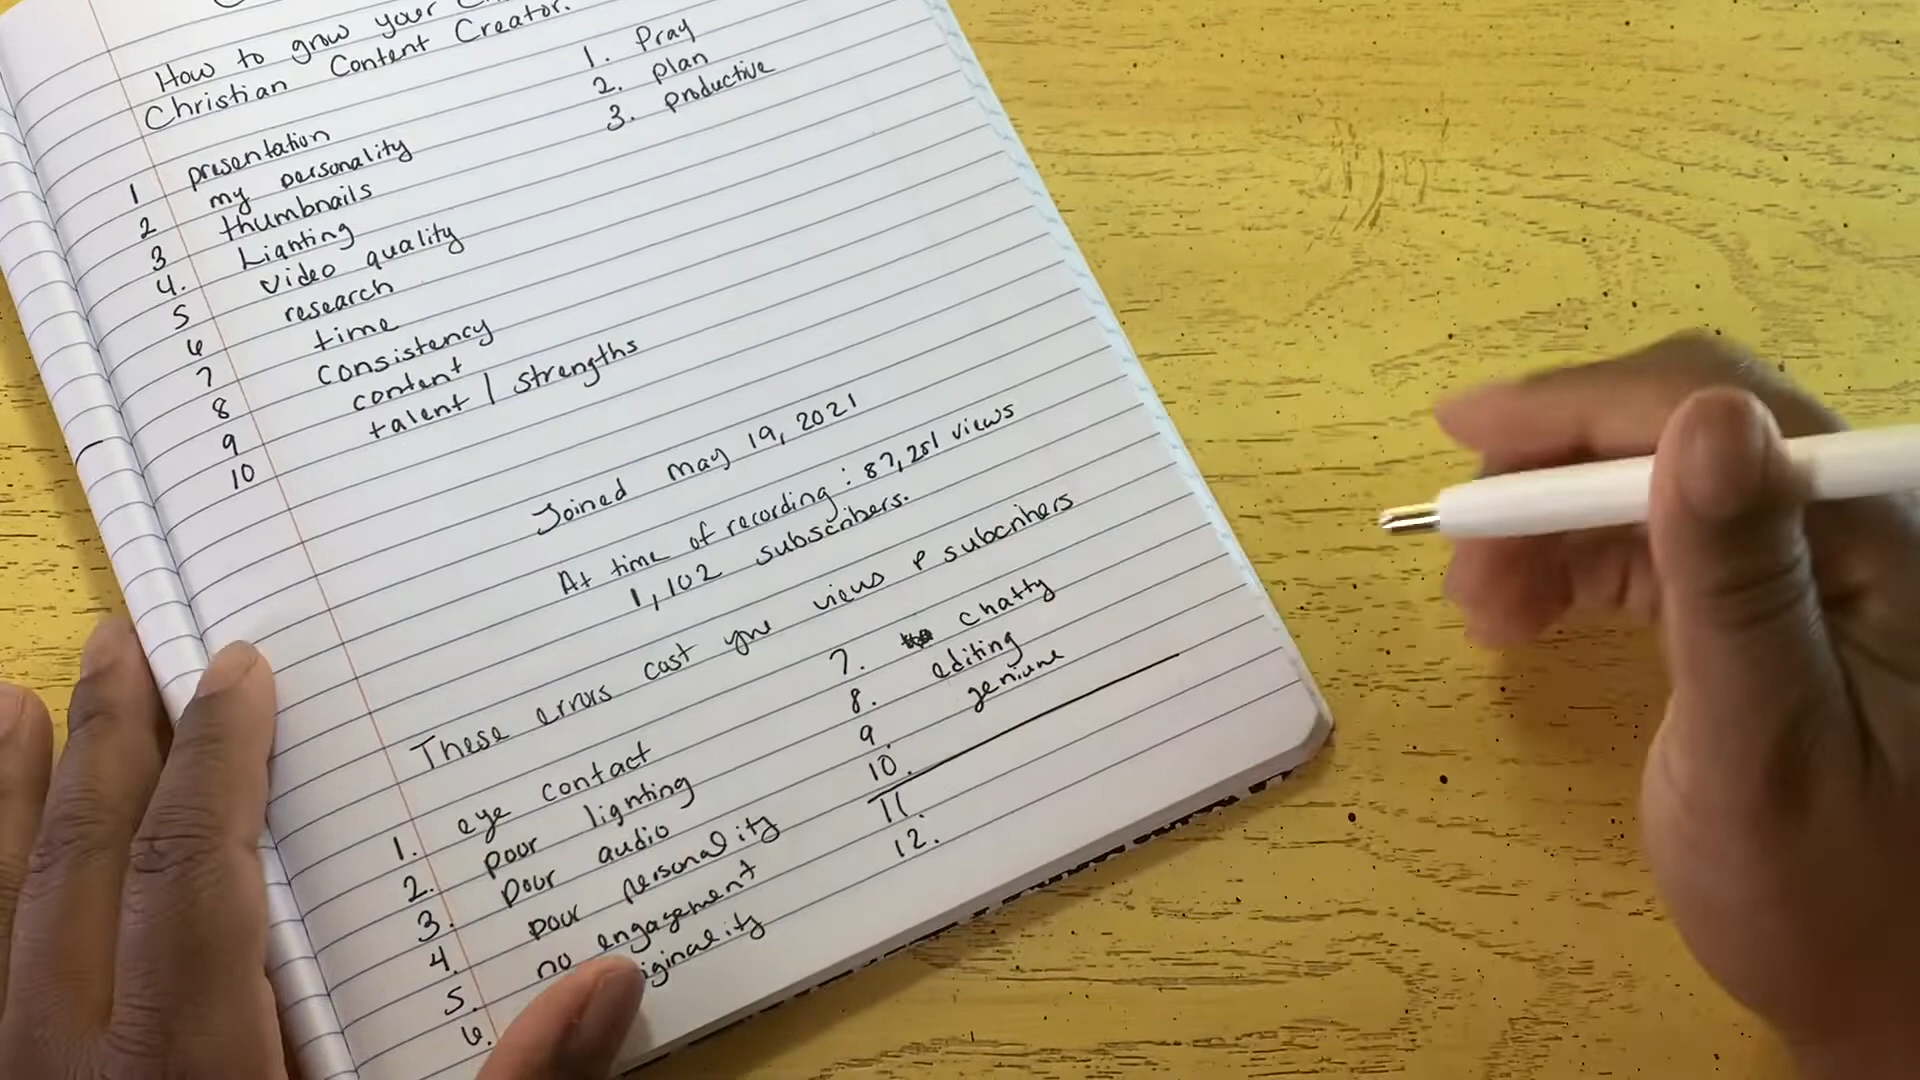 How to grow your
Christian Content Creator.
1. Pray
2. plan
3. productive
1 presentation
2 my personality
3 thumbnails
4. Lighting
5 video quality
6 research
7 time
8 consistency
9 content
10 talent / strengths
Joined may 19, 2021
At time of recording : 87,251 views
1,102 subscribers.
These errors cost you views & subcribers
1. eye contact
2. poor lighting
3. poor audio
4. poor personality
5. no engagement
6. iginality
7. chatty
8. editing
9. geniune
10.
11.
12.